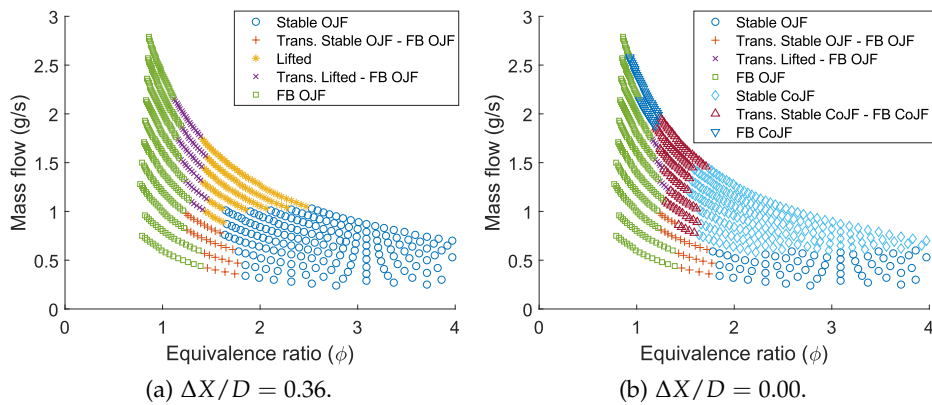 3
2.5
2
1.5
1
0.5
0
Mass flow (g/s)
0 1 2 3 4
Equivalence ratio (ϕ)
Stable OJF
Trans. Stable OJF - FB OJF
Lifted
Trans. Lifted - FB OJF
FB OJF
(a) ΔX/D = 0.36.
3
2.5
2
1.5
1
0.5
0
Mass flow (g/s)
0 1 2 3 4
Equivalence ratio (ϕ)
Stable OJF
Trans. Stable OJF - FB OJF
Trans. Lifted - FB OJF
FB OJF
Stable CoJF
Trans. Stable CoJF - FB CoJF
FB CoJF
(b) ΔX/D = 0.00.